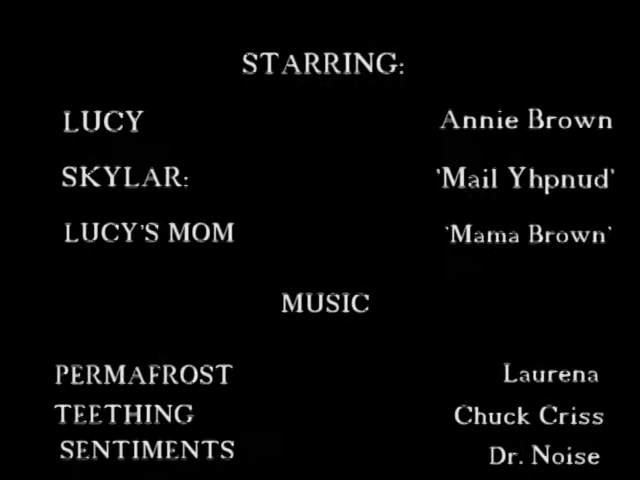 STARRING:
LUCY Annie Brown
SKYLAR: 'Mail Yhpnud'
LUCY'S MOM 'Mama Brown'
MUSIC
PERMAFROST Laurena
TEETHING Chuck Criss
SENTIMENTS Dr. Noise